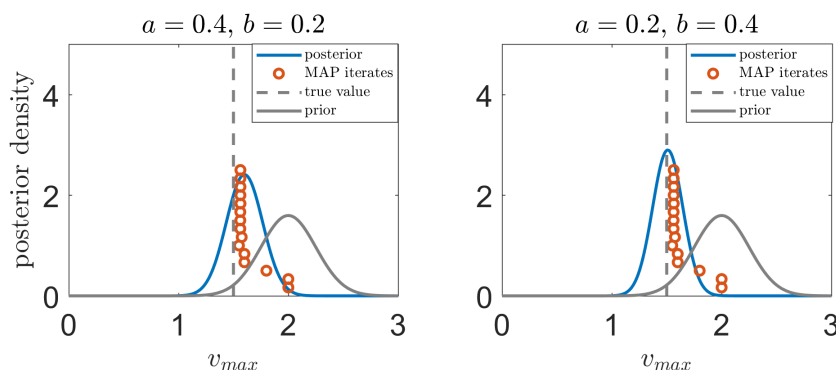 a = 0.4, b = 0.2
posterior
MAP iterates
true value
prior
posterior density
4
2
0
0 1 2 3
v_max
a = 0.2, b = 0.4
posterior
MAP iterates
true value
prior
4
2
0
0 1 2 3
v_max